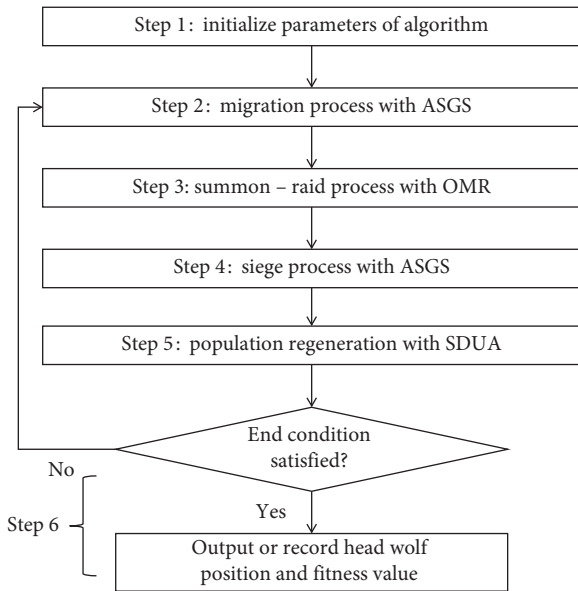 Step 1: initialize parameters of algorithm
Step 2: migration process with ASGS
Step 3: summon – raid process with OMR
Step 4: siege process with ASGS
Step 5: population regeneration with SDUA
End condition
satisfied?
No
Yes
Step 6
Output or record head wolf
position and fitness value